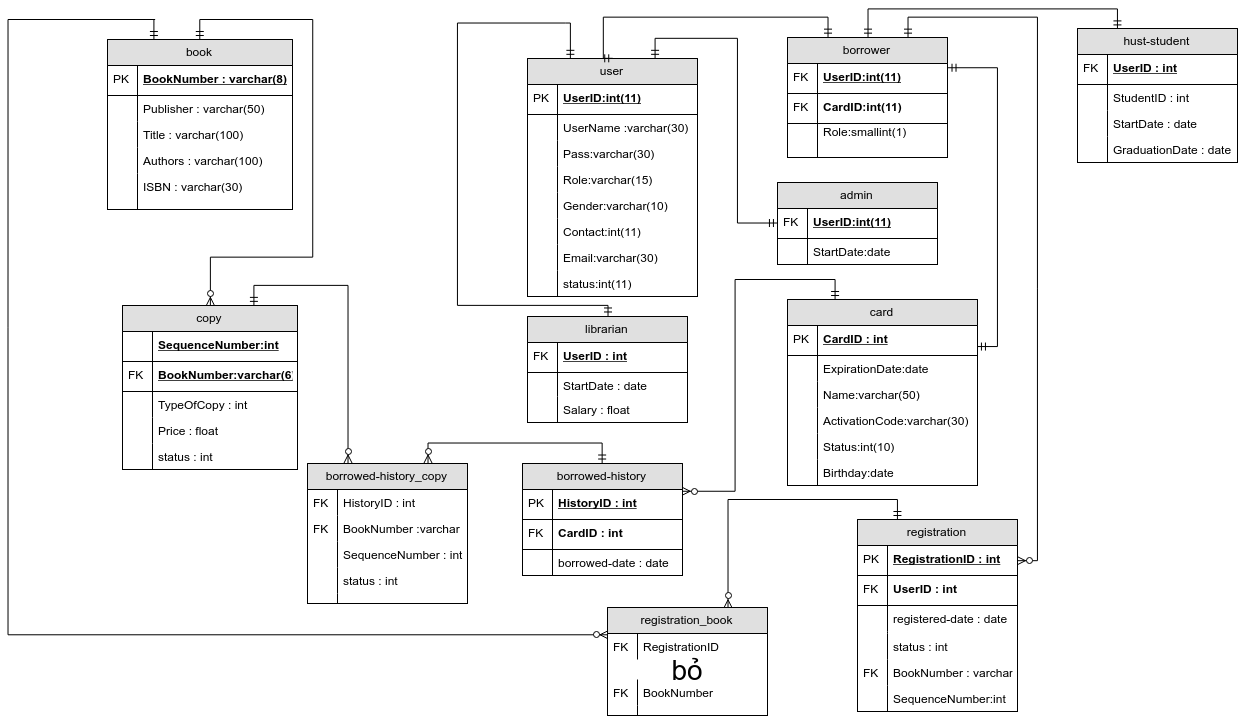 book
PK BookNumber : varchar(8)
Publisher : varchar(50)
Title : varchar(100)
Authors : varchar(100)
ISBN : varchar(30)
user
PK UserID:int(11)
UserName :varchar(30)
Pass:varchar(30)
Role:varchar(15)
Gender:varchar(10)
Contact:int(11)
Email:varchar(30)
status:int(11)
borrower
FK UserID:int(11)
FK CardID:int(11)
Role:smallint(1)
hust-student
FK UserID : int
StudentID : int
StartDate : date
GraduationDate : date
admin
FK UserID:int(11)
StartDate:date
copy
SequenceNumber:int
FK BookNumber:varchar(6)
TypeOfCopy : int
Price : float
status : int
librarian
FK UserID : int
StartDate : date
Salary : float
card
PK CardID : int
ExpirationDate:date
Name:varchar(50)
ActivationCode:varchar(30)
Status:int(10)
Birthday:date
borrowed-history_copy
FK HistoryID : int
FK BookNumber :varchar
SequenceNumber : int
status : int
borrowed-history
PK HistoryID : int
FK CardID : int
borrowed-date : date
registration
PK RegistrationID : int
FK UserID : int
registered-date : date
status : int
FK BookNumber : varchar
SequenceNumber:int
registration_book
FK RegistrationID
bỏ
FK BookNumber